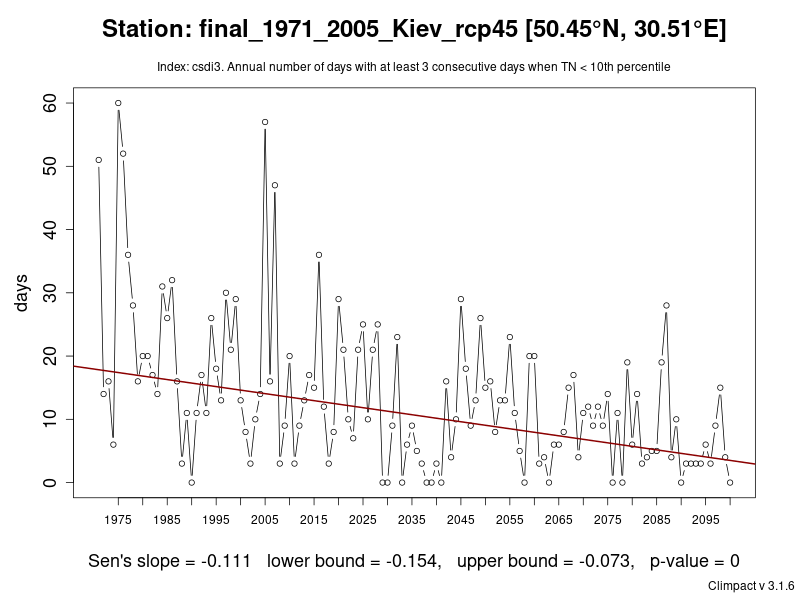 Station: final_1971_2005_Kiev_rcp45 [50.45°N, 30.51°E]
Index: csdi3. Annual number of days with at least 3 consecutive days when TN < 10th percentile
60
50
40
30
20
10
0
days
1975 1985 1995 2005 2015 2025 2035 2045 2055 2065 2075 2085 2095
Sen's slope = -0.111 lower bound = -0.154, upper bound = -0.073, p-value = 0
Climpact v 3.1.6